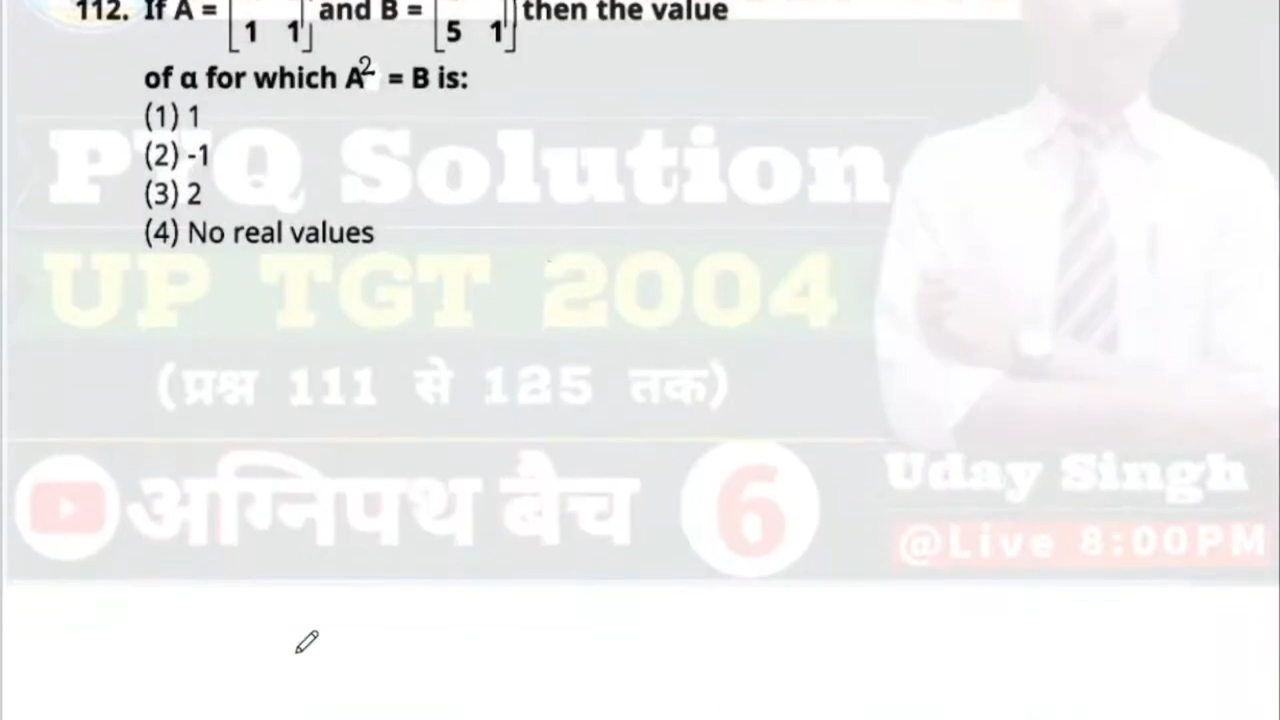 112. If A = [1 1] and B = [5 1] then the value
of α for which A² = B is:
(1) 1
(2) -1
(3) 2
(4) No real values
PYQ Solution
UP TGT 2004
(प्रश्न 111 से 125 तक)
अग्निपथ बैच 6
Uday Singh
@Live 8:00PM